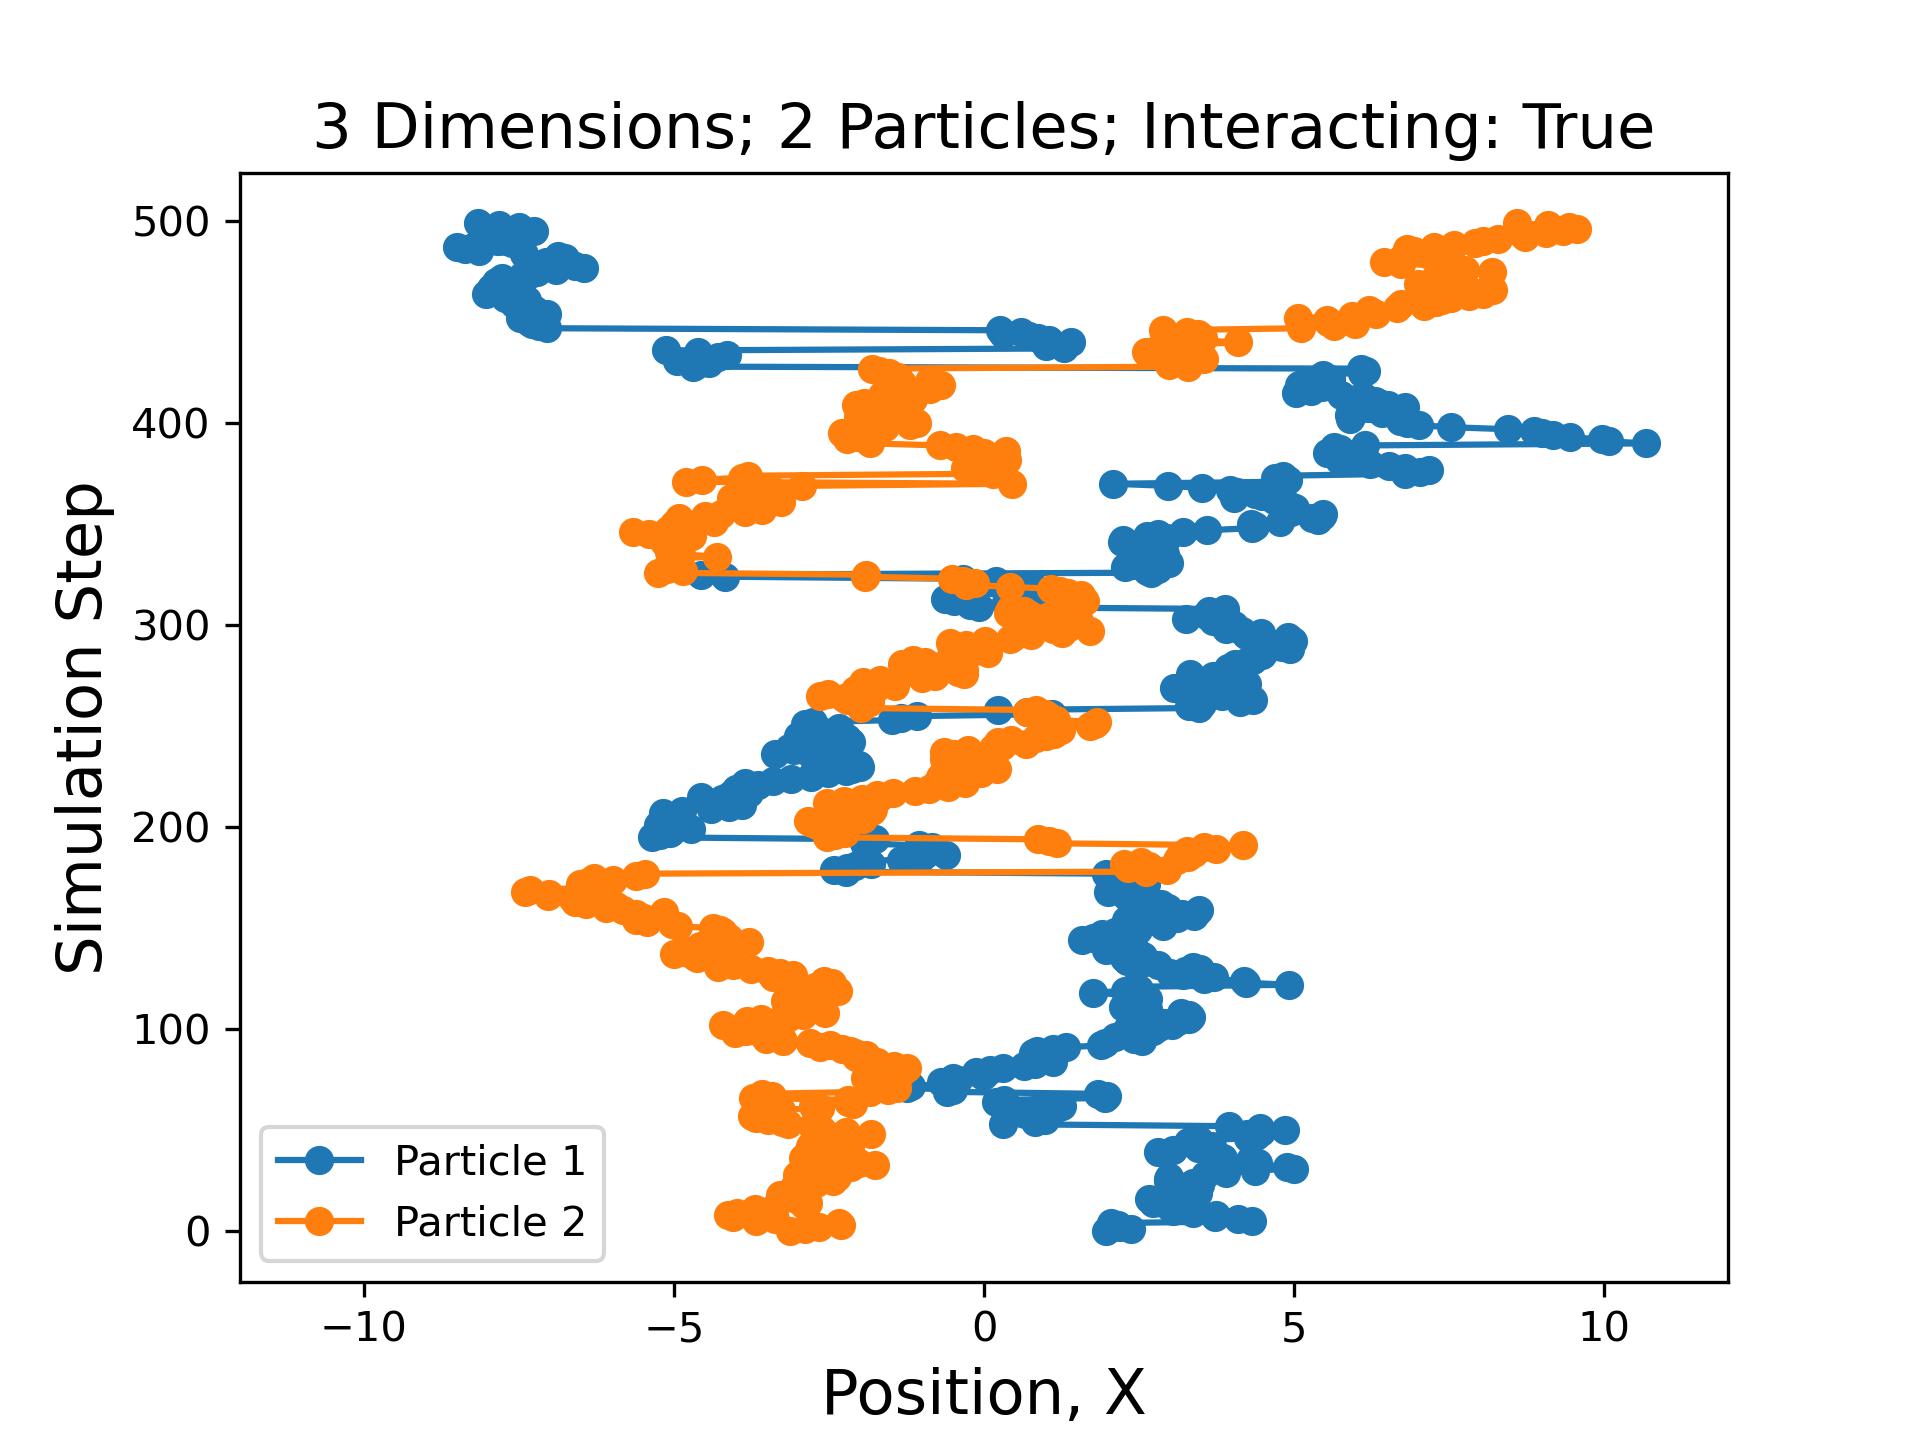 3 Dimensions; 2 Particles; Interacting: True
Simulation Step
500
400
300
200
100
0
Particle 1
Particle 2
−10
−5
0
5
10
Position, X